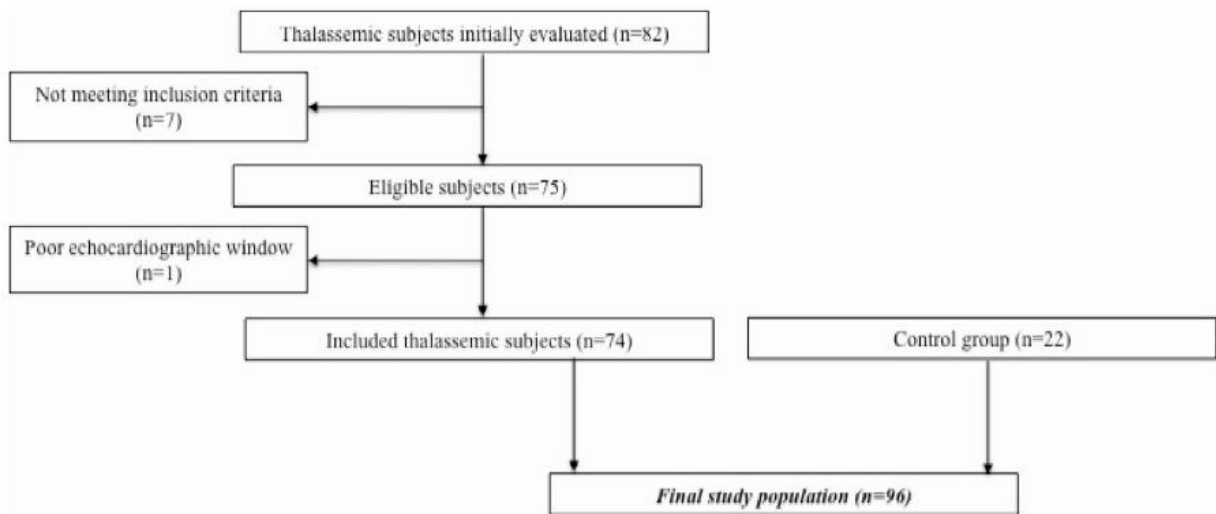 Thalassemic subjects initially evaluated (n=82)
Not meeting inclusion criteria
(n=7)
Eligible subjects (n=75)
Poor echocardiographic window
(n=1)
Included thalassemic subjects (n=74)
Control group (n=22)
Final study population (n=96)